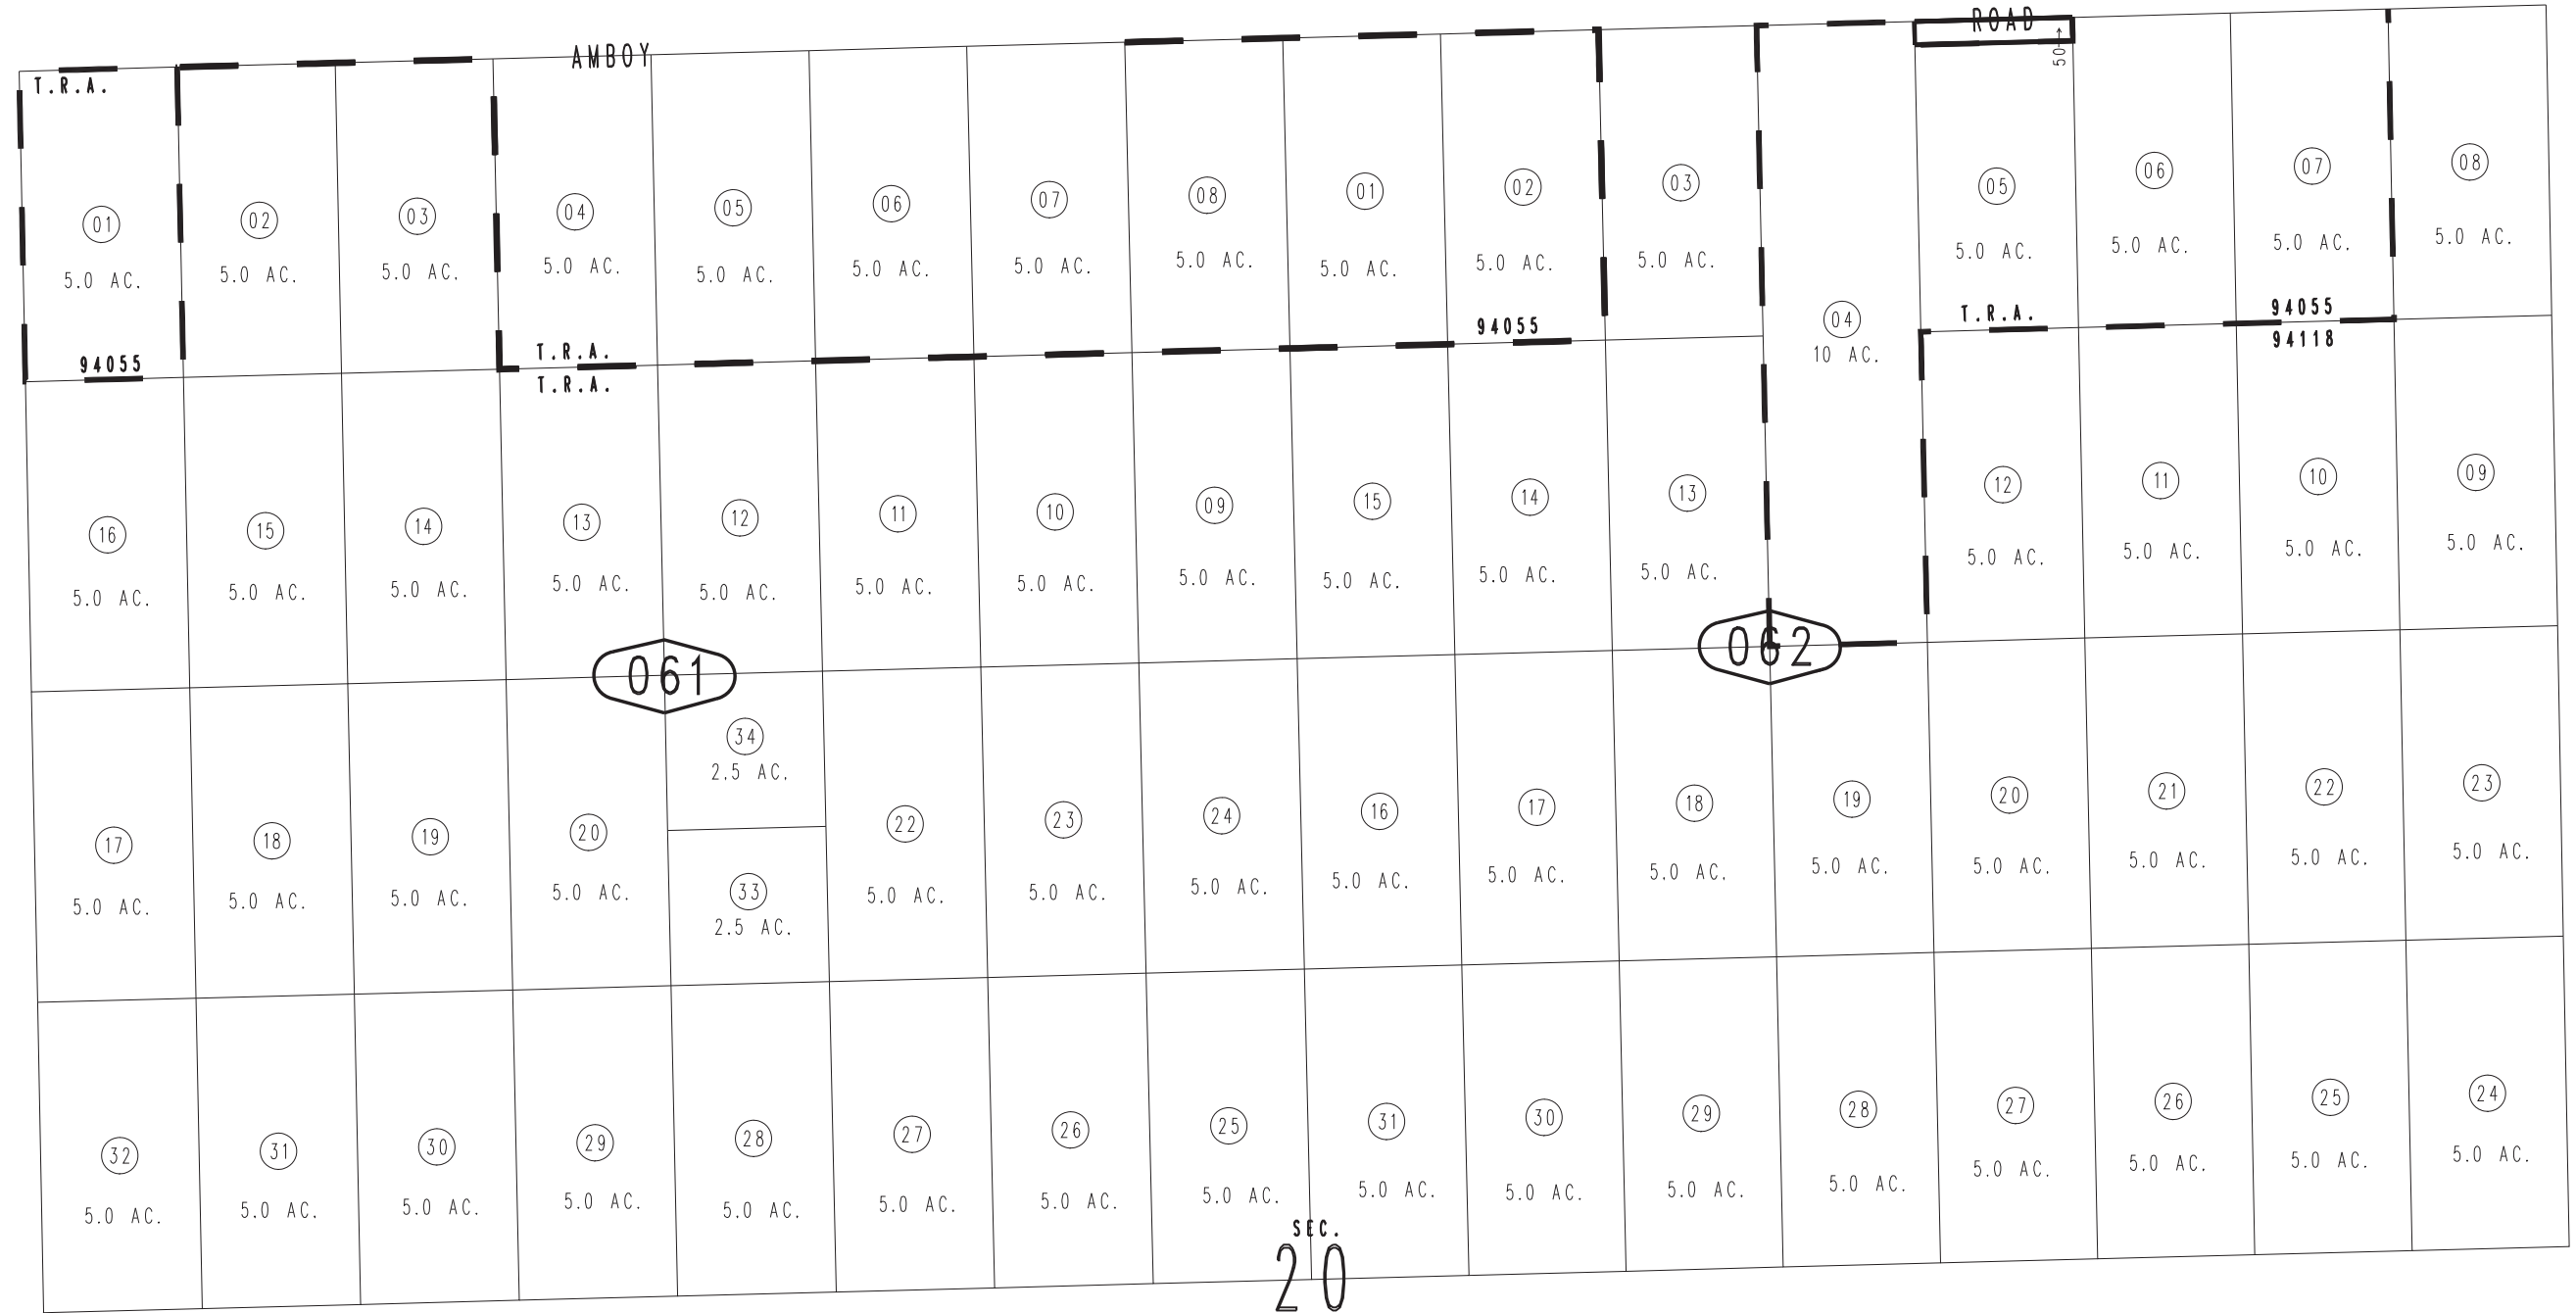 AMBOY ROAD
T.R.A.
50
01 02 03 04 05 06 07 08 01 02 03 05 06 07 08
5.0 AC. 5.0 AC. 5.0 AC. 5.0 AC. 5.0 AC. 5.0 AC. 5.0 AC. 5.0 AC. 5.0 AC. 5.0 AC. 5.0 AC. 5.0 AC. 5.0 AC. 5.0 AC. 5.0 AC.
94055 T.R.A. 94055 04 T.R.A. 94055
T.R.A. 10 AC. 94118
16 15 14 13 12 11 10 09 15 14 13 12 11 10 09
5.0 AC. 5.0 AC. 5.0 AC. 5.0 AC. 5.0 AC. 5.0 AC. 5.0 AC. 5.0 AC. 5.0 AC. 5.0 AC. 5.0 AC. 5.0 AC. 5.0 AC. 5.0 AC. 5.0 AC.
061 062
34
2.5 AC.
17 18 19 20 22 23 24 16 17 18 19 20 21 22 23
33
5.0 AC. 5.0 AC. 5.0 AC. 5.0 AC. 2.5 AC. 5.0 AC. 5.0 AC. 5.0 AC. 5.0 AC. 5.0 AC. 5.0 AC. 5.0 AC. 5.0 AC. 5.0 AC. 5.0 AC. 5.0 AC.
32 31 30 29 28 27 26 25 31 30 29 28 27 26 25 24
5.0 AC. 5.0 AC. 5.0 AC. 5.0 AC. 5.0 AC. 5.0 AC. 5.0 AC. 5.0 AC. 5.0 AC. 5.0 AC. 5.0 AC. 5.0 AC. 5.0 AC. 5.0 AC. 5.0 AC. 5.0 AC.
SEC.
20